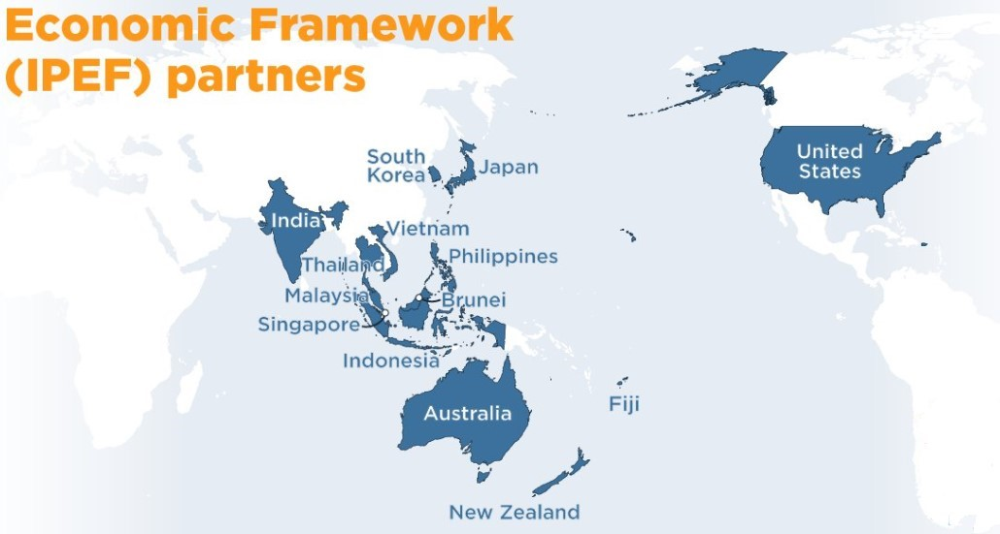 Economic Framework
(IPEF) partners
South
Korea
Japan
United
States
India
Vietnam
Philippines
Thailand
Malaysia
Brunei
Singapore
Indonesia
Fiji
Australia
New Zealand